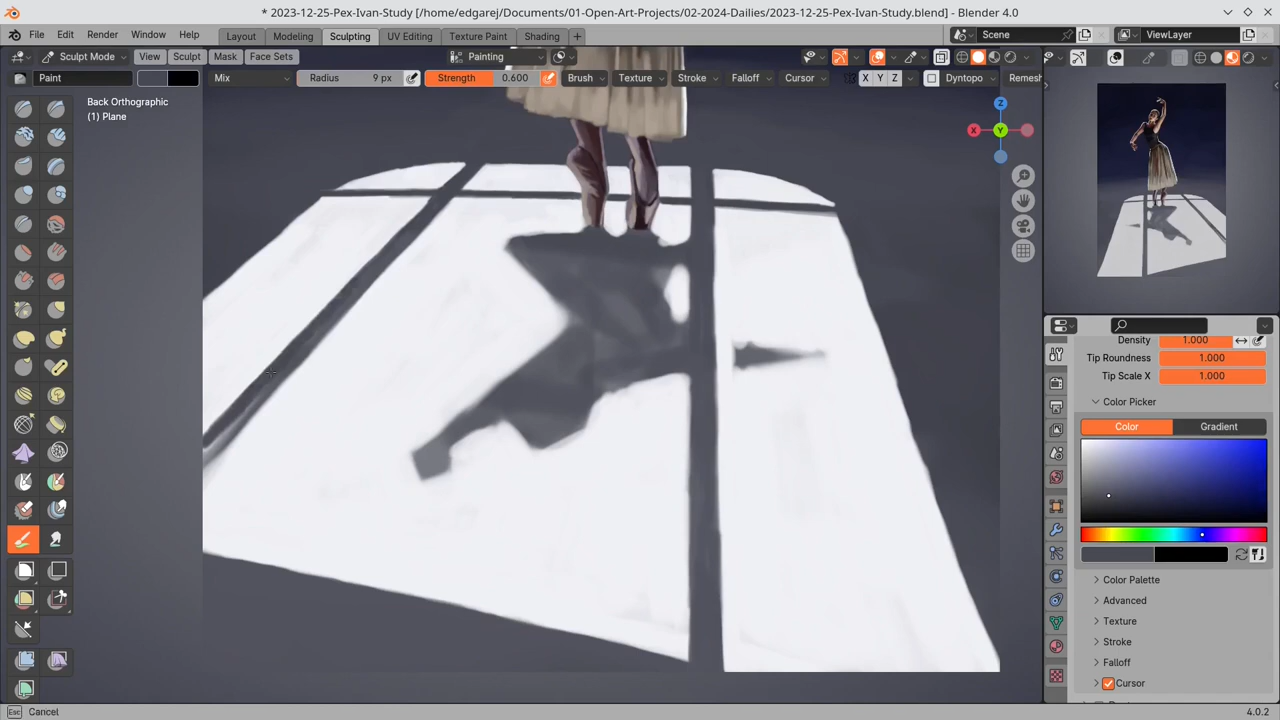 * 2023-12-25-Pex-Ivan-Study [/home/edgarej/Documents/01-Open-Art-Projects/02-2024-Dailies/2023-12-25-Pex-Ivan-Study.blend] - Blender 4.0
File Edit Render Window Help
Layout Modeling Sculpting UV Editing Texture Paint Shading +
Scene
ViewLayer
Sculpt Mode View Sculpt Mask Face Sets
Painting
Paint
Mix
Radius 9 px
Strength 0.600
Brush
Texture
Stroke
Falloff
Cursor
X Y Z
Dyntopo
Remesh
Back Orthographic
(1) Plane
Z
X
Y
Density 1.000
Tip Roundness 1.000
Tip Scale X 1.000
Color Picker
Color Gradient
Color Palette
Advanced
Texture
Stroke
Falloff
Cursor
Esc Cancel
4.0.2